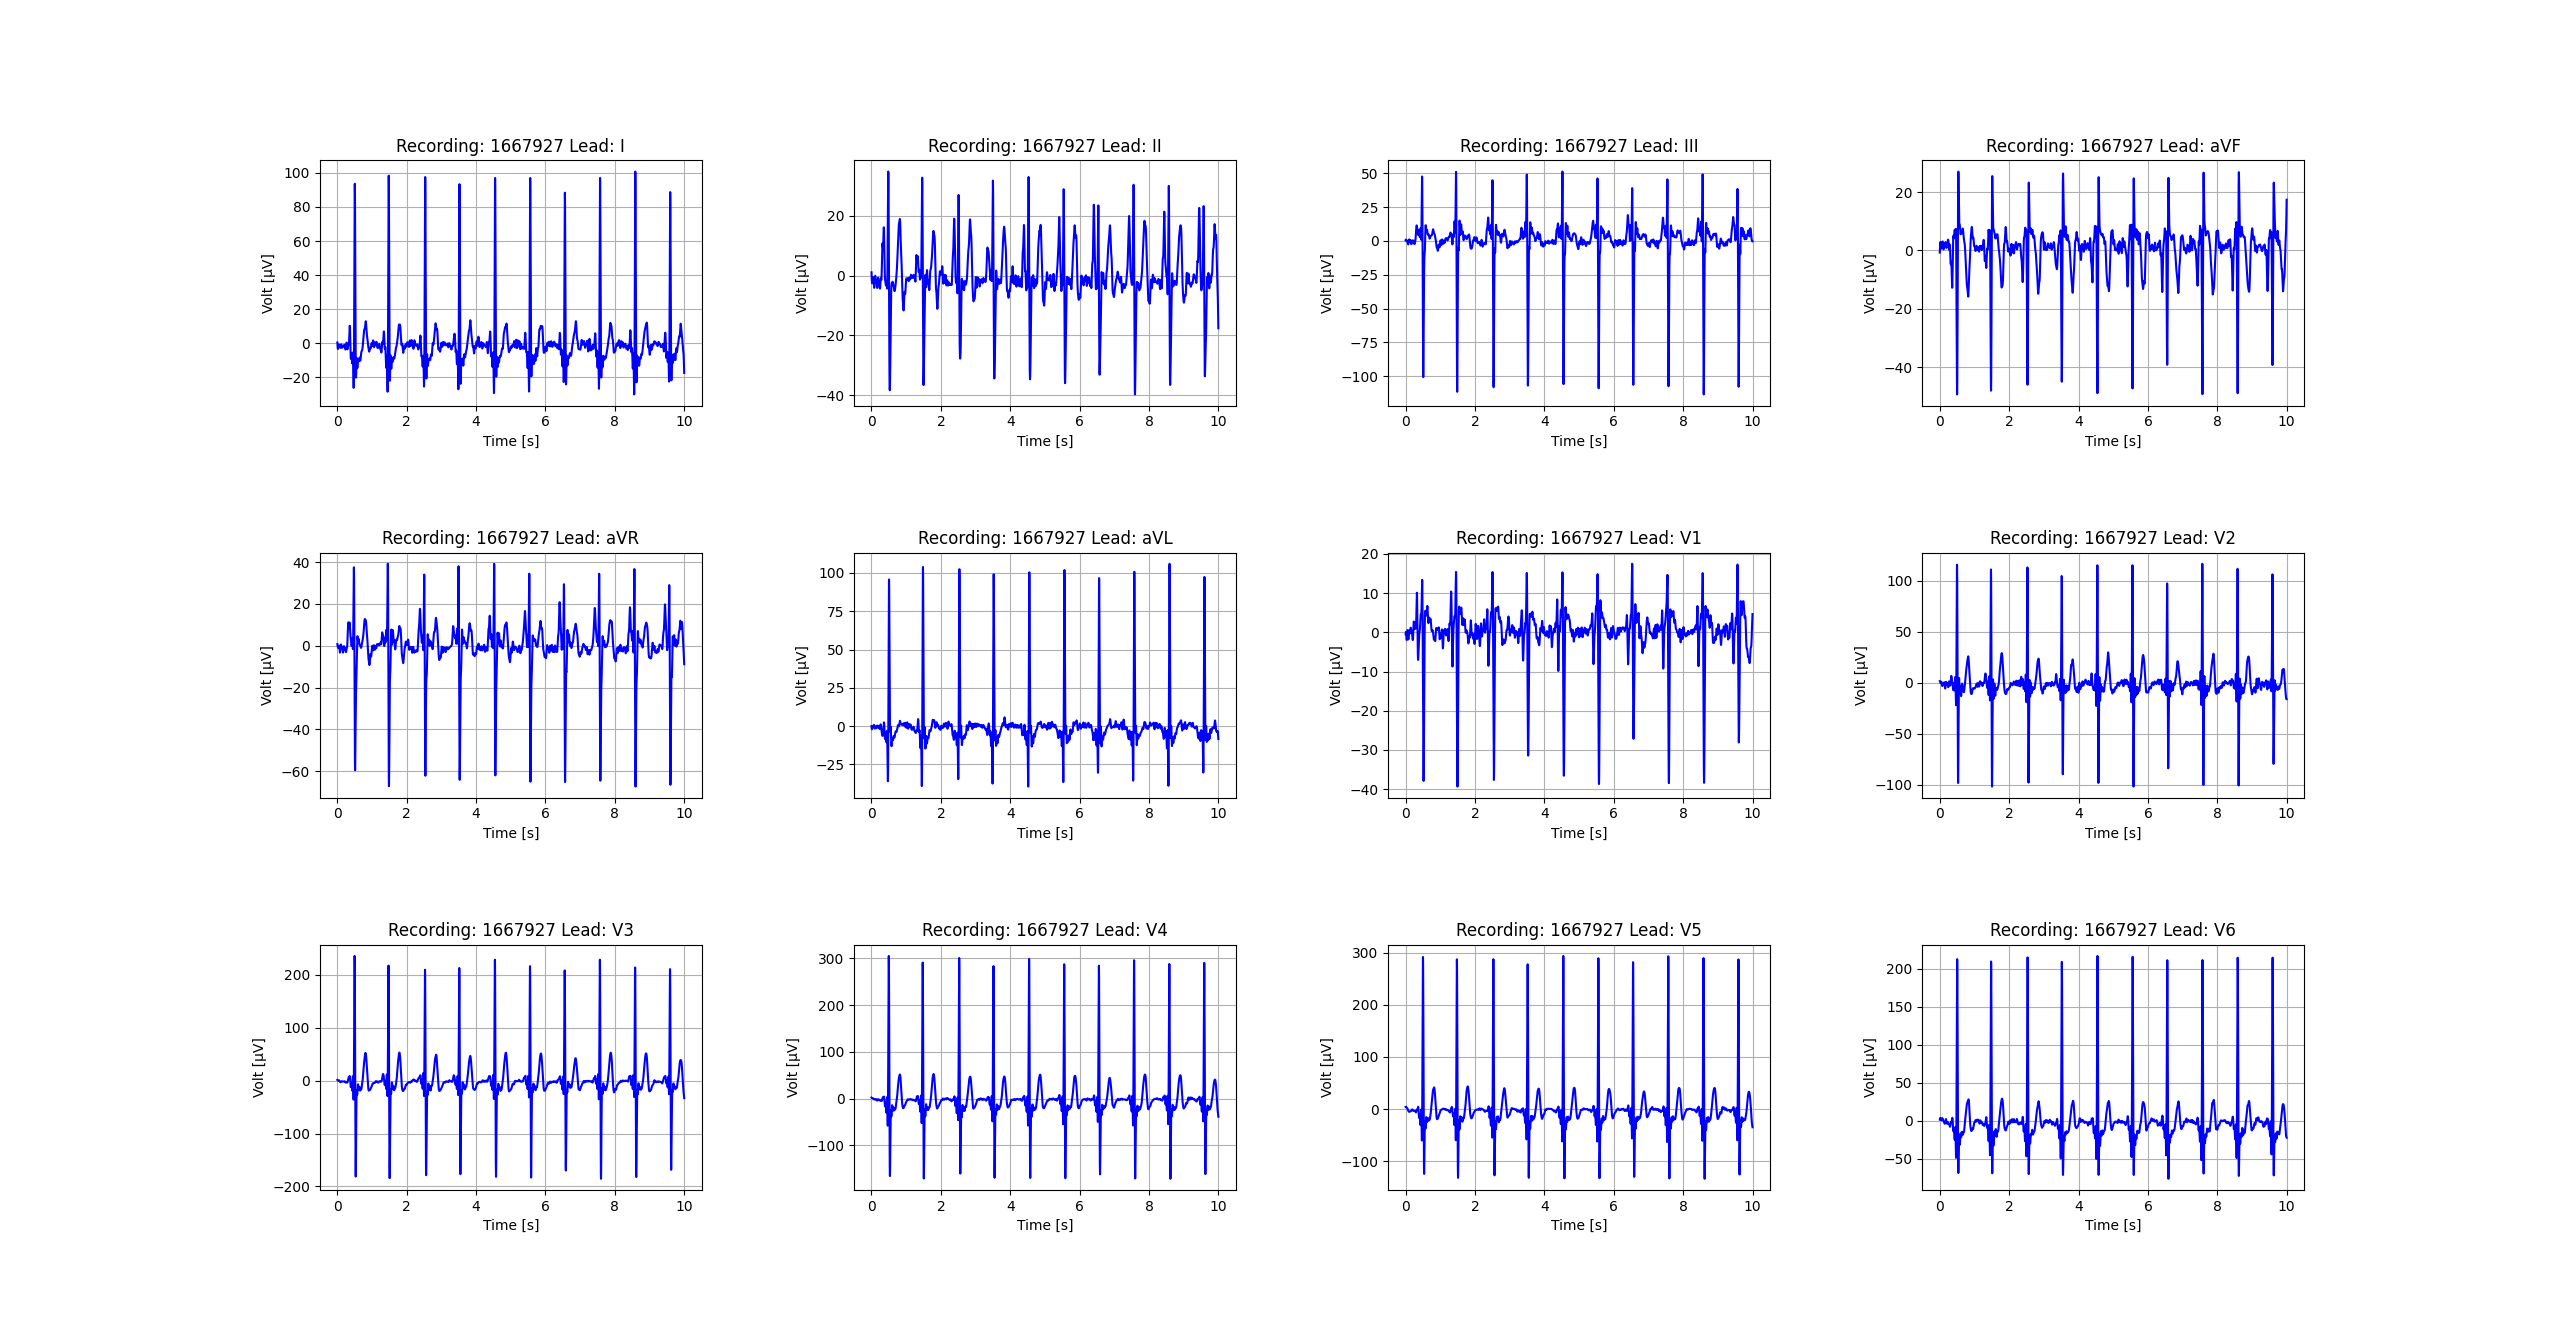 Recording: 1667927 Lead: I
100
80
60
40
20
0
−20
Volt [µV]
0 2 4 6 8 10
Time [s]
Recording: 1667927 Lead: II
20
0
−20
−40
Volt [µV]
0 2 4 6 8 10
Time [s]
Recording: 1667927 Lead: III
50
25
0
−25
−50
−75
−100
Volt [µV]
0 2 4 6 8 10
Time [s]
Recording: 1667927 Lead: aVF
20
0
−20
−40
Volt [µV]
0 2 4 6 8 10
Time [s]
Recording: 1667927 Lead: aVR
40
20
0
−20
−40
−60
Volt [µV]
0 2 4 6 8 10
Time [s]
Recording: 1667927 Lead: aVL
100
75
50
25
0
−25
Volt [µV]
0 2 4 6 8 10
Time [s]
Recording: 1667927 Lead: V1
20
10
0
−10
−20
−30
−40
Volt [µV]
0 2 4 6 8 10
Time [s]
Recording: 1667927 Lead: V2
100
50
0
−50
−100
Volt [µV]
0 2 4 6 8 10
Time [s]
Recording: 1667927 Lead: V3
200
100
0
−100
−200
Volt [µV]
0 2 4 6 8 10
Time [s]
Recording: 1667927 Lead: V4
300
200
100
0
−100
Volt [µV]
0 2 4 6 8 10
Time [s]
Recording: 1667927 Lead: V5
300
200
100
0
−100
Volt [µV]
0 2 4 6 8 10
Time [s]
Recording: 1667927 Lead: V6
200
150
100
50
0
−50
Volt [µV]
0 2 4 6 8 10
Time [s]